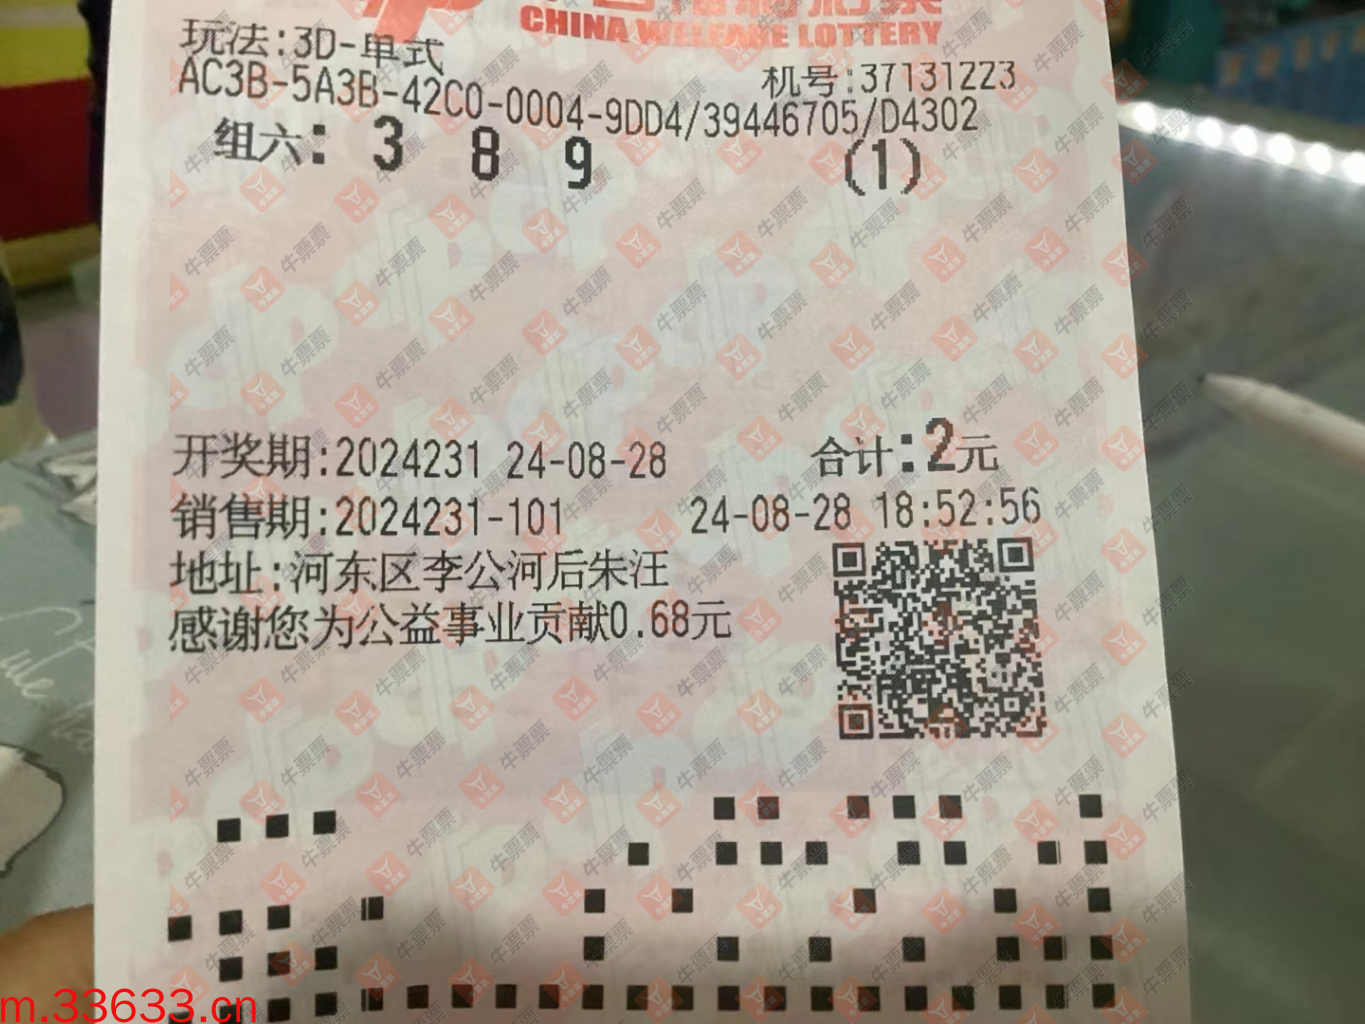 CHINA WELFARE LOTTERY
玩法:3D-单式
机号:37131223
AC3B-5A3B-42C0-0004-9DD4/39446705/D4302
组六: 3 8 9 (1)
开奖期:2024231 24-08-28 合计:2元
销售期:2024231-101 24-08-28 18:52:56
地址:河东区李公河后朱汪
感谢您为公益事业贡献0.68元
牛票票
m.33633.cn